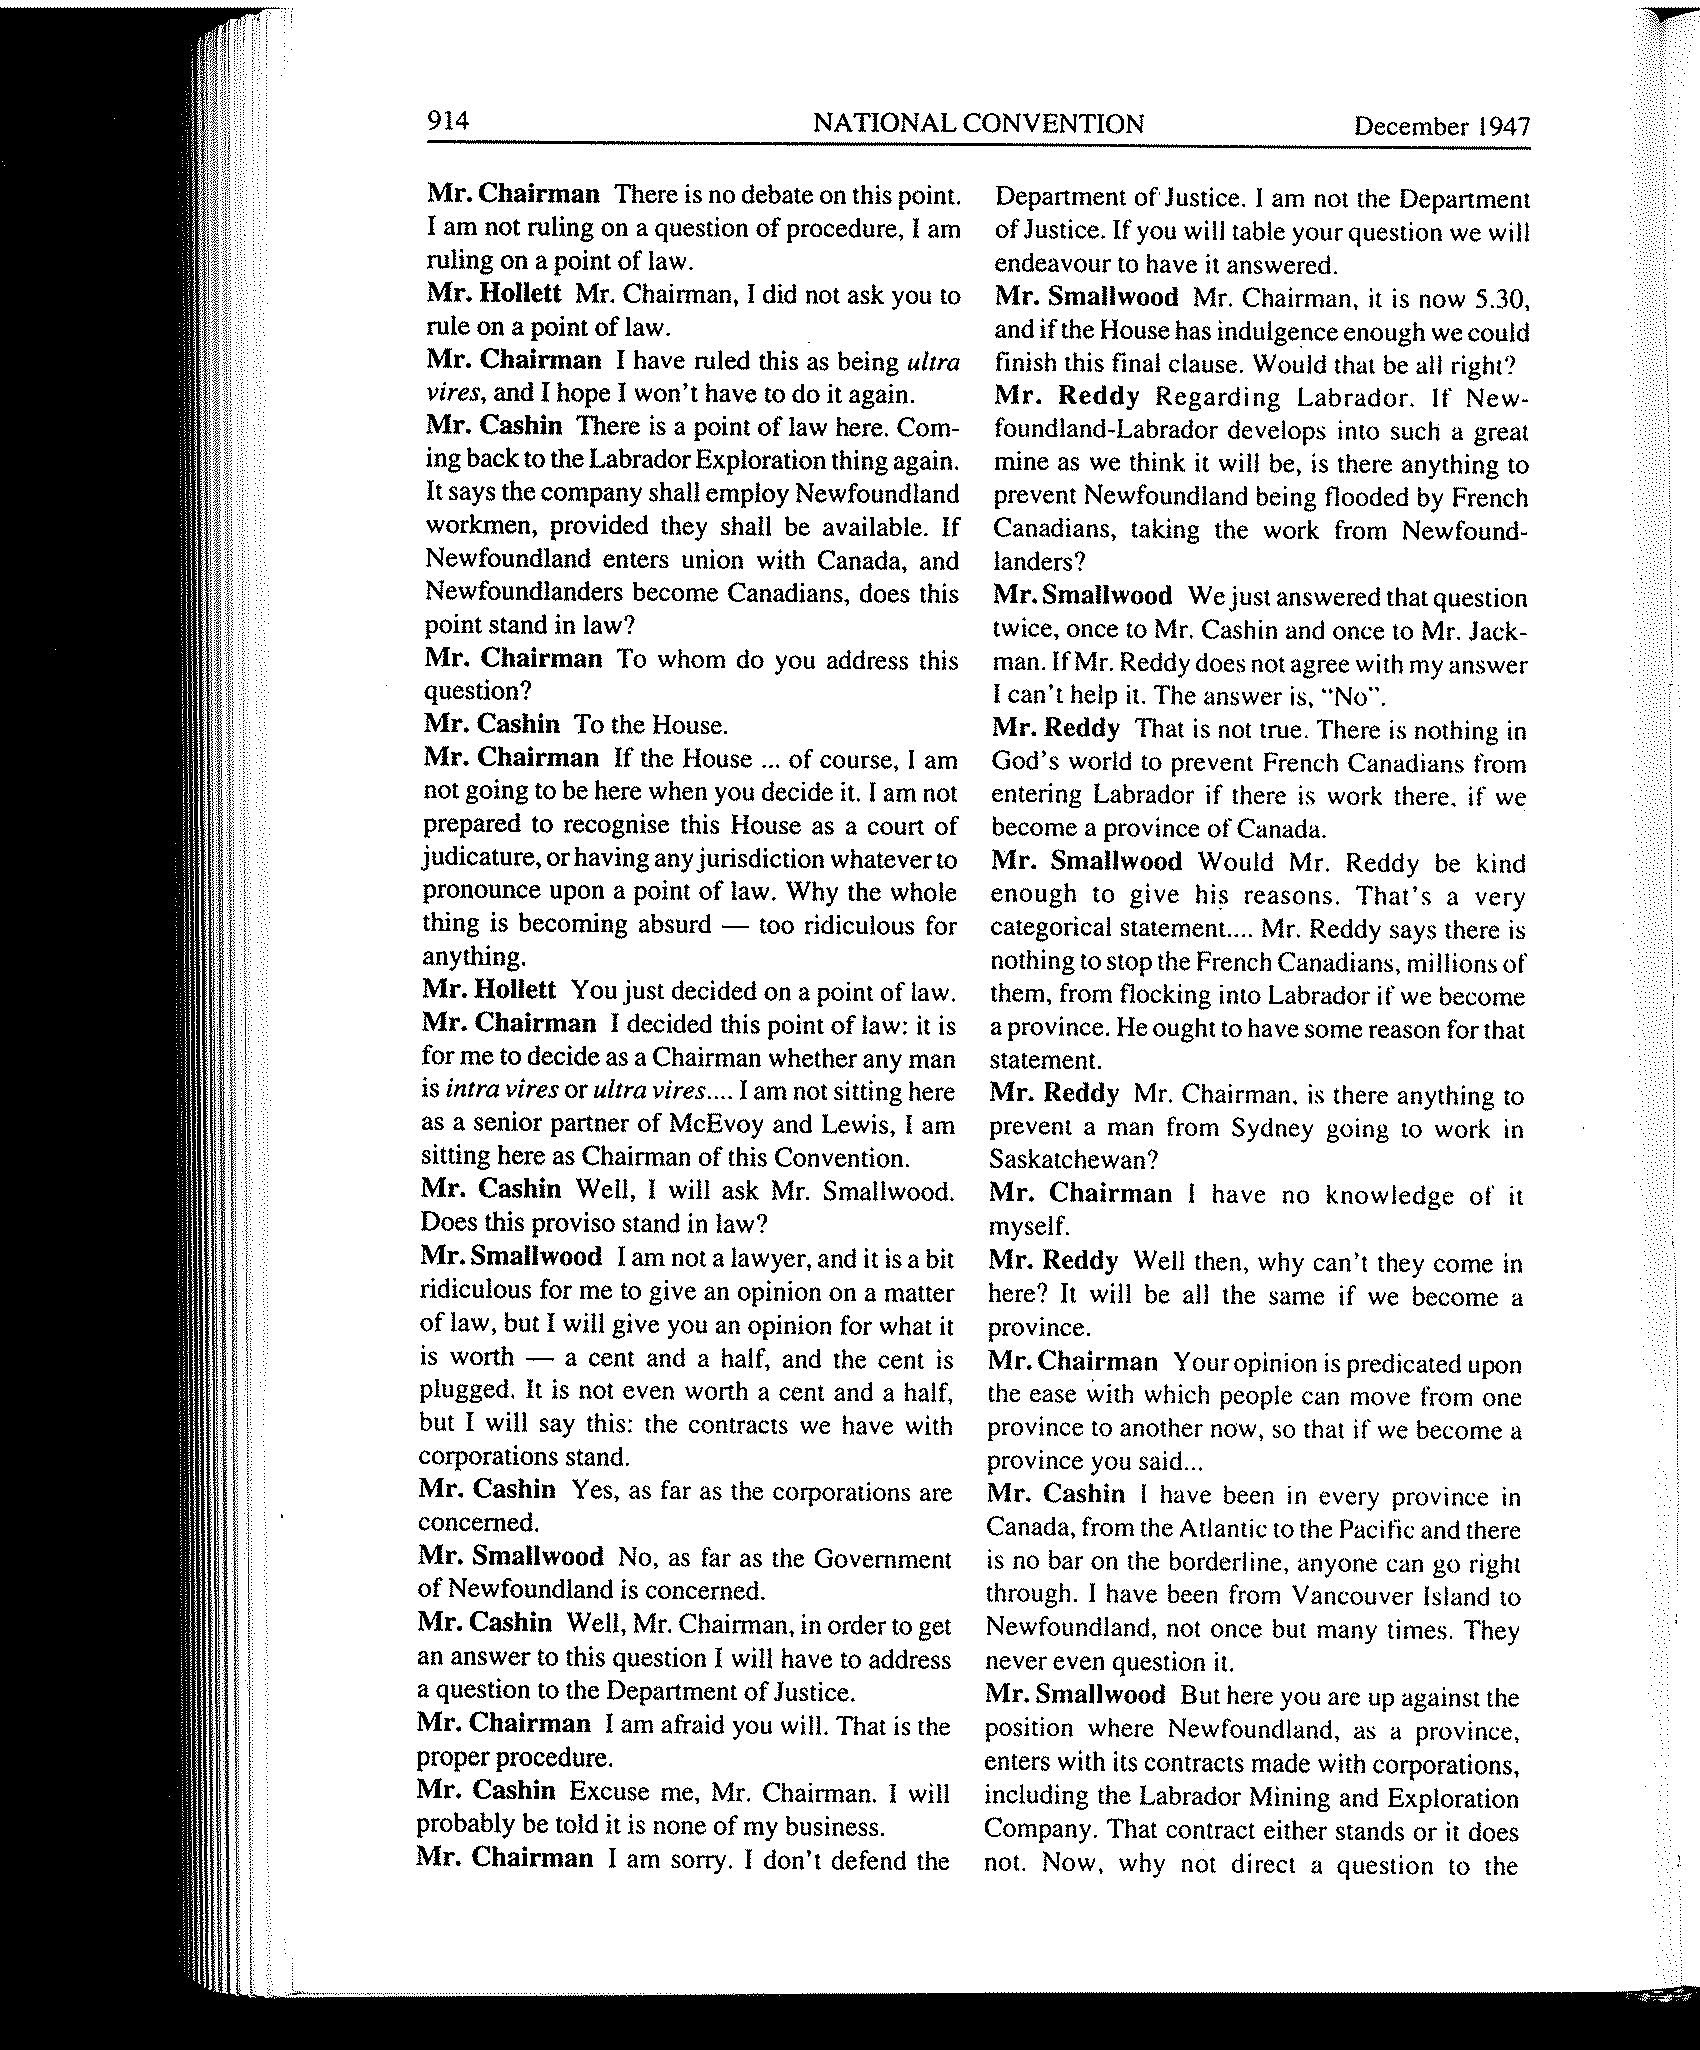 914 NATIONAL CONVENTION December 1947
Mr. Chairman There is no debate on this point.
I am not ruling on a question of procedure, I am
ruling on a point of law.
Mr. Hollett Mr. Chairman, I did not ask you to
rule on a point of law.
Mr. Chairman I have ruled this as being ultra
vires, and I hope I won't have to do it again.
Mr. Cashin There is a point of law here. Com-
ing back to the Labrador Exploration thing again.
It says the company shall employ Newfoundland
workmen, provided they shall be available. If
Newfoundland enters union with Canada, and
Newfoundlanders become Canadians, does this
point stand in law?
Mr. Chairman To whom do you address this
question?
Mr. Cashin To the House.
Mr. Chairman If the House ... of course, I am
not going to be here when you decide it. I am not
prepared to recognise this House as a court of
judicature, or having any jurisdiction whatever to
pronounce upon a point of law. Why the whole
thing is becoming absurd — too ridiculous for
anything.
Mr. Hollett You just decided on a point of law.
Mr. Chairman I decided this point of law: it is
for me to decide as a Chairman whether any man
is intra vires or ultra vires.... I am not sitting here
as a senior partner of McEvoy and Lewis, I am
sitting here as Chairman of this Convention.
Mr. Cashin Well, I will ask Mr. Smallwood.
Does this proviso stand in law?
Mr. Smallwood I am not a lawyer, and it is a bit
ridiculous for me to give an opinion on a matter
of law, but I will give you an opinion for what it
is worth — a cent and a half, and the cent is
plugged. It is not even worth a cent and a half,
but I will say this: the contracts we have with
corporations stand.
Mr. Cashin Yes, as far as the corporations are
concerned.
Mr. Smallwood No, as far as the Government
of Newfoundland is concerned.
Mr. Cashin Well, Mr. Chairman, in order to get
an answer to this question I will have to address
a question to the Department of Justice.
Mr. Chairman I am afraid you will. That is the
proper procedure.
Mr. Cashin Excuse me, Mr. Chairman. I will
probably be told it is none of my business.
Mr. Chairman I am sorry. I don't defend the
Department of Justice. I am not the Department
of Justice. If you will table your question we will
endeavour to have it answered.
Mr. Smallwood Mr. Chairman, it is now 5.30,
and if the House has indulgence enough we could
finish this final clause. Would that be all right?
Mr. Reddy Regarding Labrador. If New-
foundland-Labrador develops into such a great
mine as we think it will be, is there anything to
prevent Newfoundland being flooded by French
Canadians, taking the work from Newfound-
landers?
Mr. Smallwood We just answered that question
twice, once to Mr. Cashin and once to Mr. Jack-
man. If Mr. Reddy does not agree with my answer
I can't help it. The answer is, "No".
Mr. Reddy That is not true. There is nothing in
God's world to prevent French Canadians from
entering Labrador if there is work there, if we
become a province of Canada.
Mr. Smallwood Would Mr. Reddy be kind
enough to give his reasons. That's a very
categorical statement.... Mr. Reddy says there is
nothing to stop the French Canadians, millions of
them, from flocking into Labrador if we become
a province. He ought to have some reason for that
statement.
Mr. Reddy Mr. Chairman, is there anything to
prevent a man from Sydney going to work in
Saskatchewan?
Mr. Chairman I have no knowledge of it
myself.
Mr. Reddy Well then, why can't they come in
here? It will be all the same if we become a
province.
Mr. Chairman Your opinion is predicated upon
the ease with which people can move from one
province to another now, so that if we become a
province you said...
Mr. Cashin I have been in every province in
Canada, from the Atlantic to the Pacific and there
is no bar on the borderline, anyone can go right
through. I have been from Vancouver Island to
Newfoundland, not once but many times. They
never even question it.
Mr. Smallwood But here you are up against the
position where Newfoundland, as a province,
enters with its contracts made with corporations,
including the Labrador Mining and Exploration
Company. That contract either stands or it does
not. Now, why not direct a question to the